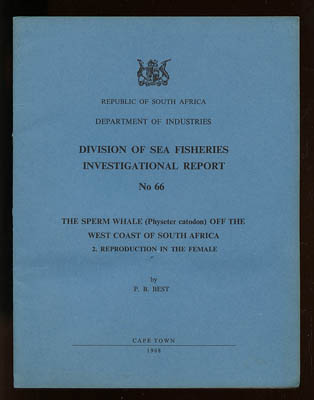 REPUBLIC OF SOUTH AFRICA
DEPARTMENT OF INDUSTRIES
DIVISION OF SEA FISHERIES
INVESTIGATIONAL REPORT
No 66
THE SPERM WHALE (Physeter catodon) OFF THE
WEST COAST OF SOUTH AFRICA
2. REPRODUCTION IN THE FEMALE
by
P. B. BEST
CAPE TOWN
1968